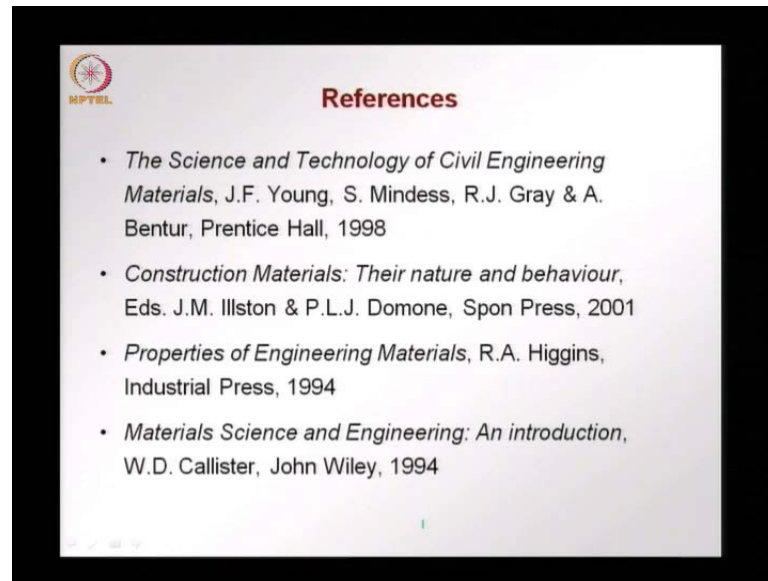 NPTEL
References
• The Science and Technology of Civil Engineering
Materials, J.F. Young, S. Mindess, R.J. Gray & A.
Bentur, Prentice Hall, 1998
• Construction Materials: Their nature and behaviour,
Eds. J.M. Illston & P.L.J. Domone, Spon Press, 2001
• Properties of Engineering Materials, R.A. Higgins,
Industrial Press, 1994
• Materials Science and Engineering: An introduction,
W.D. Callister, John Wiley, 1994